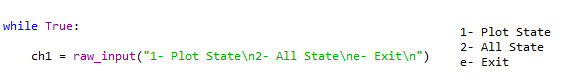 while True:
ch1 = raw_input("1- Plot State\n2- All State\ne- Exit\n")
1- Plot State
2- All State
e- Exit